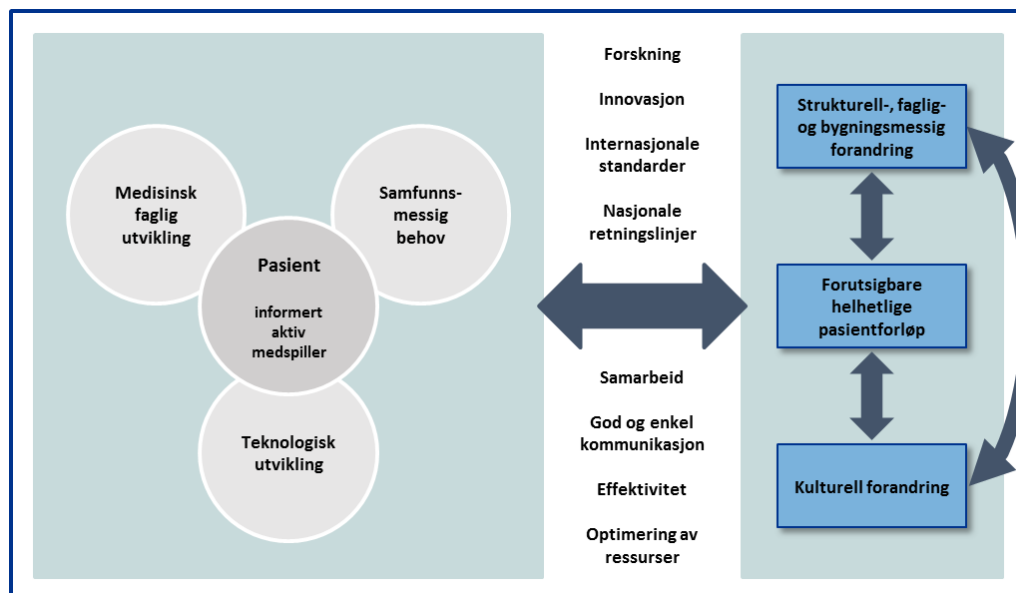 Medisinsk
faglig
utvikling
Samfunns-
messig
behov
Pasient
informert
aktiv
medspiller
Teknologisk
utvikling
Forskning
Innovasjon
Internasjonale
standarder
Nasjonale
retningslinjer
Samarbeid
God og enkel
kommunikasjon
Effektivitet
Optimering av
ressurser
Strukturell-, faglig-
og bygningsmessig
forandring
Forutsigbare
helhetlige
pasientforløp
Kulturell forandring